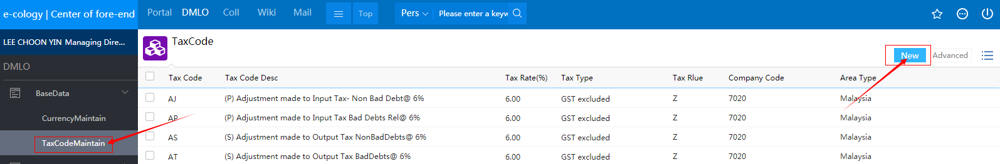 e-cology | Center of fore-end Portal DMLO Coll Wiki Mail Top Pers Please enter a keyw
LEE CHOON YIN Managing Dire...
TaxCode
New Advanced
DMLO
Tax Code Tax Code Desc Tax Rate(%) Tax Type Tax Rlue Company Code Area Type
BaseData
AJ (P) Adjustment made to Input Tax- Non Bad Debt@ 6% 6.00 GST excluded Z 7020 Malaysia
CurrencyMaintain
AP (P) Adjustment made to Input Tax Bad Debts Rel@ 6% 6.00 GST excluded Z 7020 Malaysia
TaxCodeMaintain
AS (S) Adjustment made to Output Tax NonBadDebts@ 6% 6.00 GST excluded Z 7020 Malaysia
AT (S) Adjustment made to Output Tax BadDebts@ 6% 6.00 GST excluded Z 7020 Malaysia